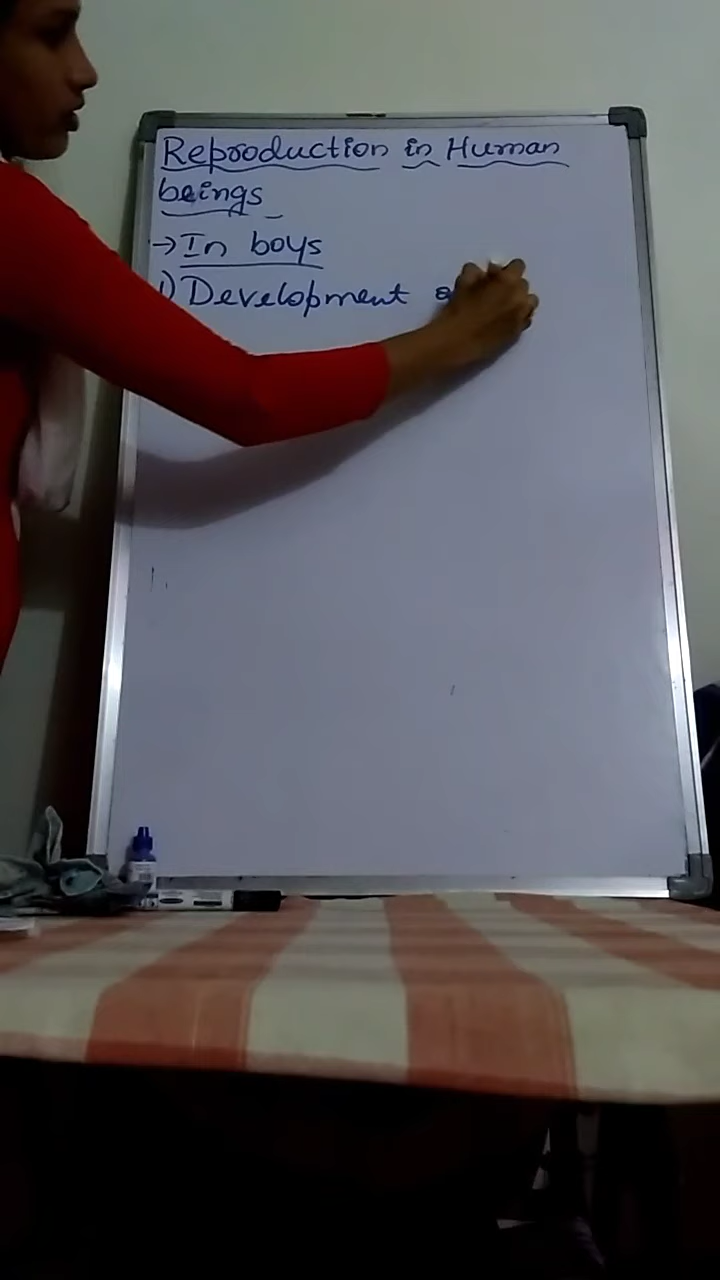 Reproduction in Human
beings
→ In boys
1) Development